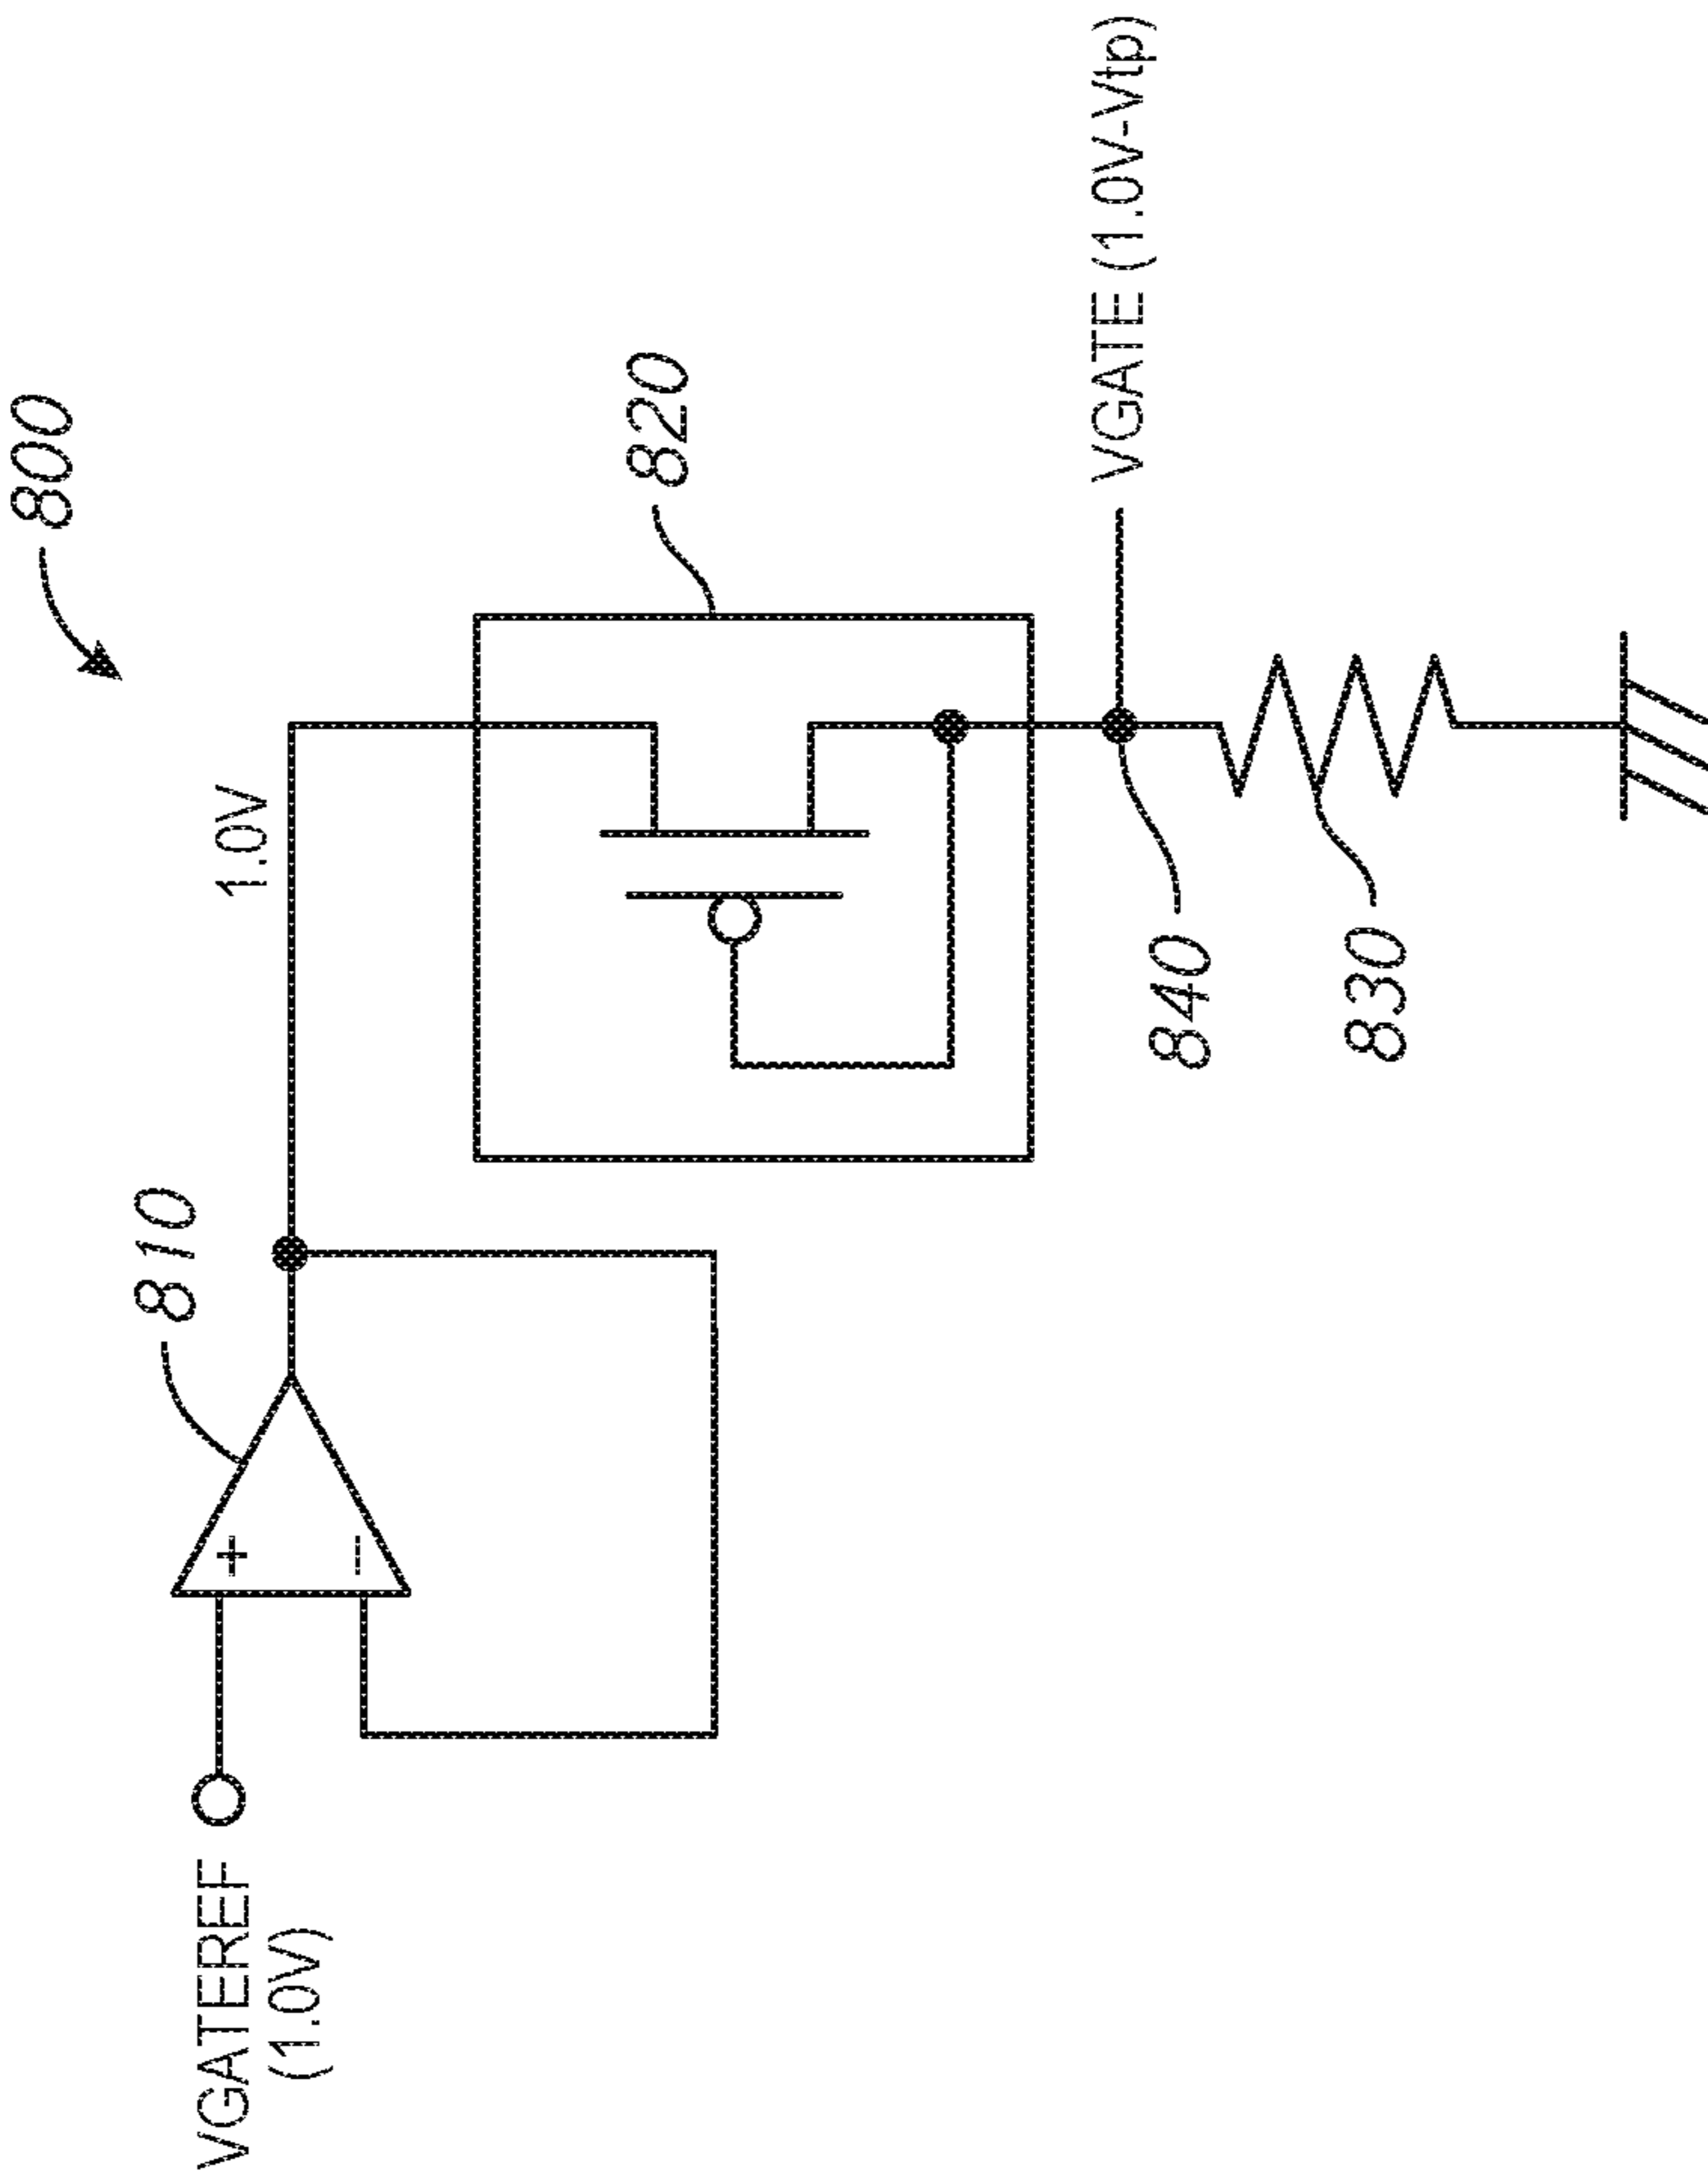 800
810
1.0V
VGATEREF
(1.0V)
+
−
820
840
VGATE (1.0V-Vtp)
830